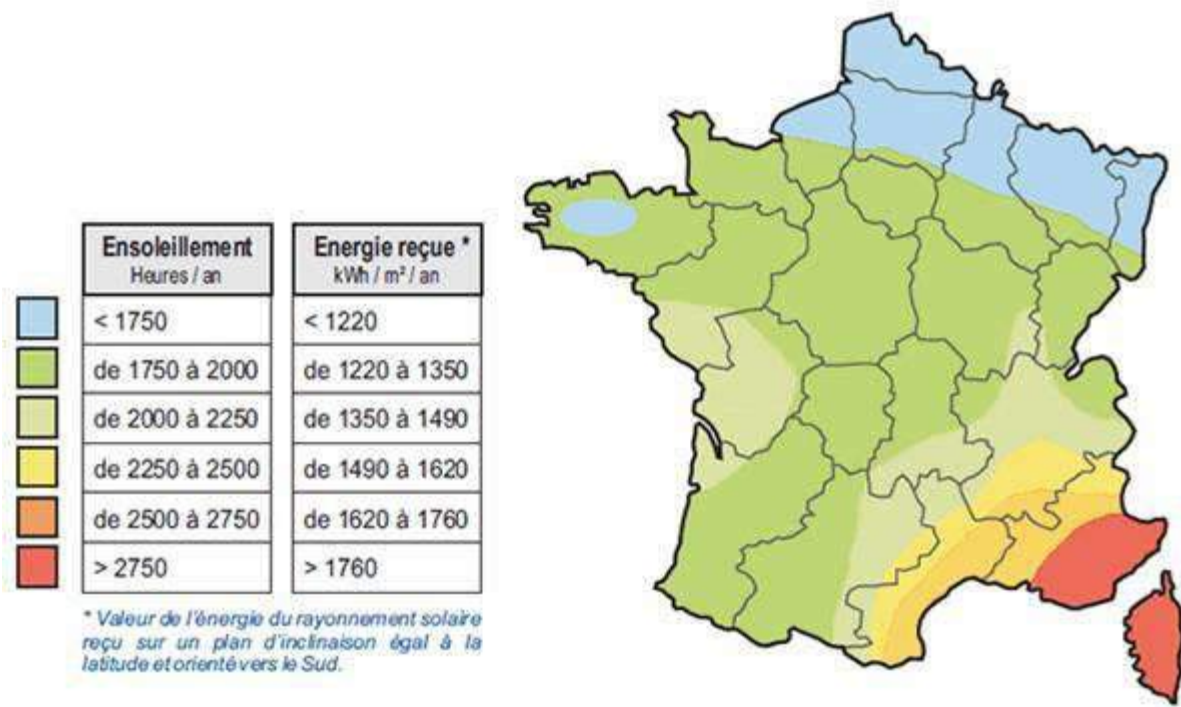 Ensoleillement
Heures / an
Energie reçue *
kWh / m² / an
< 1750
< 1220
de 1750 à 2000
de 1220 à 1350
de 2000 à 2250
de 1350 à 1490
de 2250 à 2500
de 1490 à 1620
de 2500 à 2750
de 1620 à 1760
> 2750
> 1760
* Valeur de l'énergie du rayonnement solaire
reçu sur un plan d'inclinaison égal à la
latitude et orienté vers le Sud.